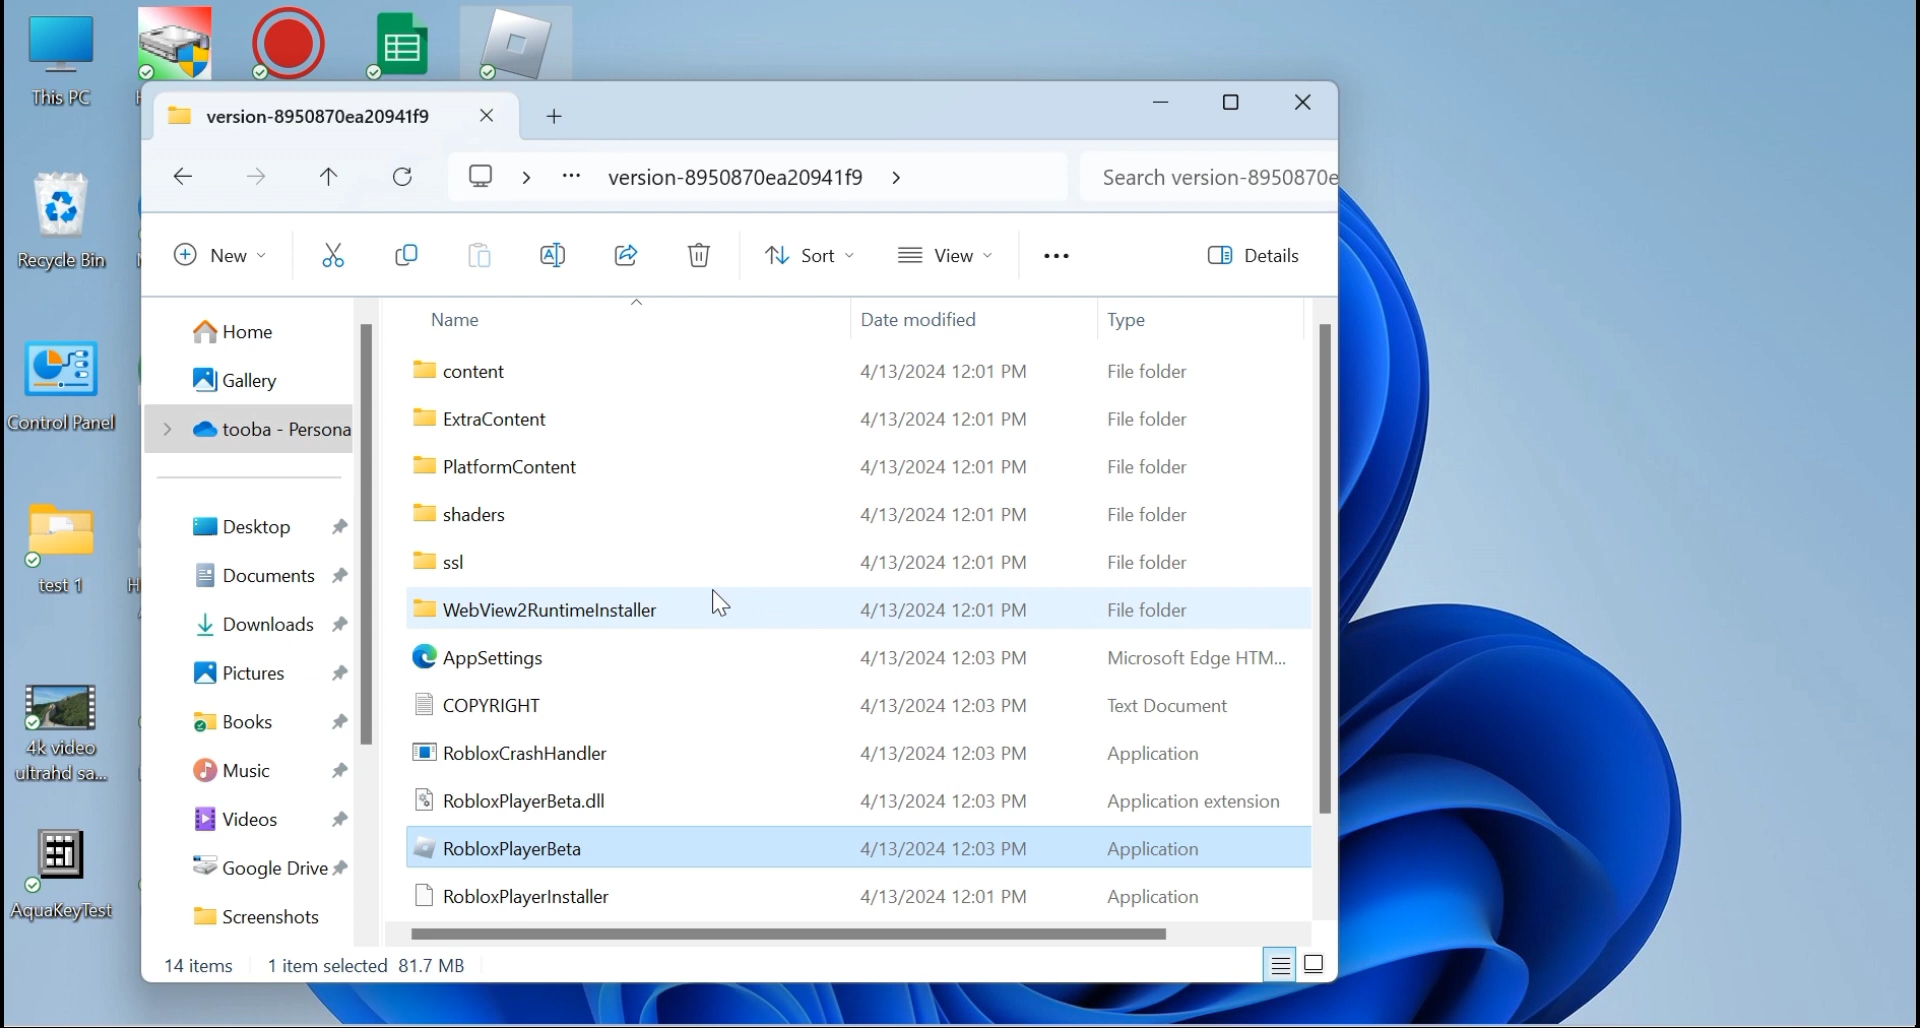 This PC
Recycle Bin
Control Panel
test 1
4k video
ultrahd sa...
AquaKeyTest
version-8950870ea20941f9
version-8950870ea20941f9
Search version-8950870e
New
Sort
View
Details
Home
Gallery
tooba - Persona
Desktop
Documents
Downloads
Pictures
Books
Music
Videos
Google Drive
Screenshots
Name Date modified Type
content 4/13/2024 12:01 PM File folder
ExtraContent 4/13/2024 12:01 PM File folder
PlatformContent 4/13/2024 12:01 PM File folder
shaders 4/13/2024 12:01 PM File folder
ssl 4/13/2024 12:01 PM File folder
WebView2RuntimeInstaller 4/13/2024 12:01 PM File folder
AppSettings 4/13/2024 12:03 PM Microsoft Edge HTM...
COPYRIGHT 4/13/2024 12:03 PM Text Document
RobloxCrashHandler 4/13/2024 12:03 PM Application
RobloxPlayerBeta.dll 4/13/2024 12:03 PM Application extension
RobloxPlayerBeta 4/13/2024 12:03 PM Application
RobloxPlayerInstaller 4/13/2024 12:01 PM Application
14 items 1 item selected 81.7 MB